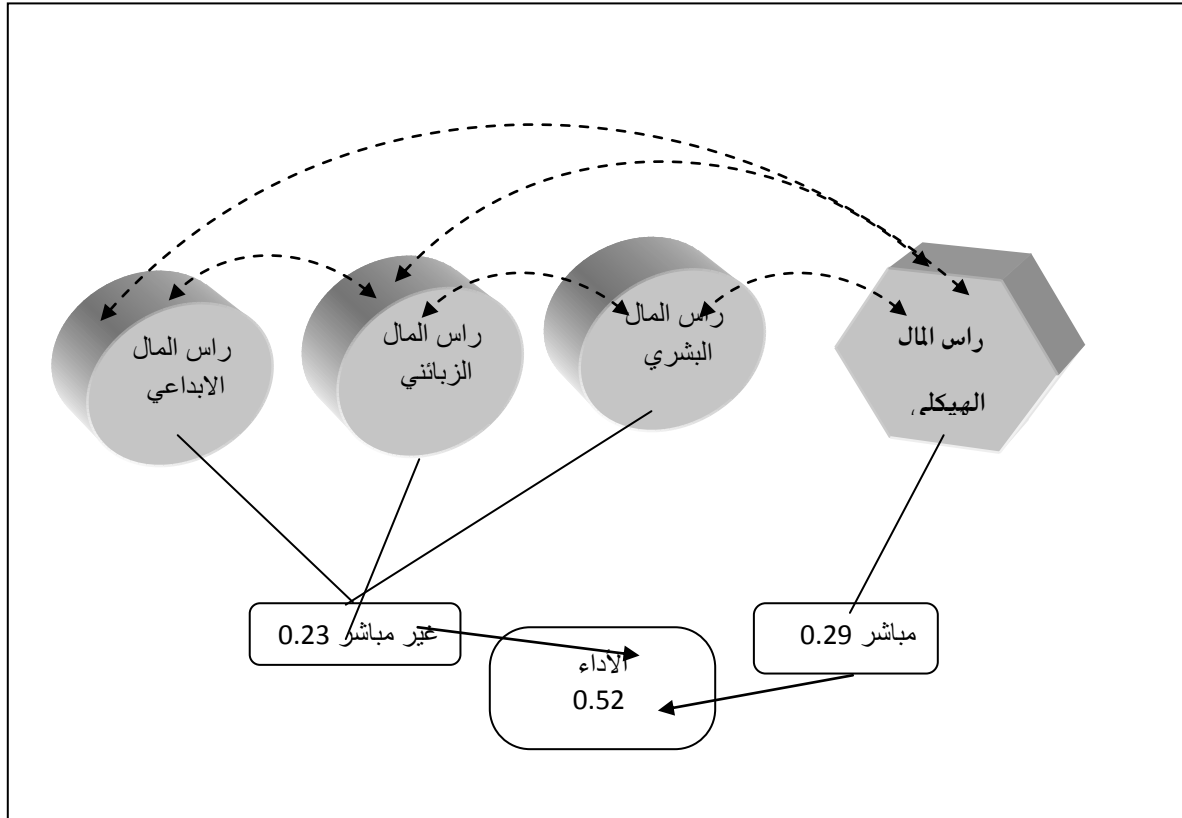 راس المال
الهيكلي
راس المال
البشري
راس المال
الزبائني
راس المال
الابداعي
مباشر 0.29
غير مباشر 0.23
الأداء
0.52